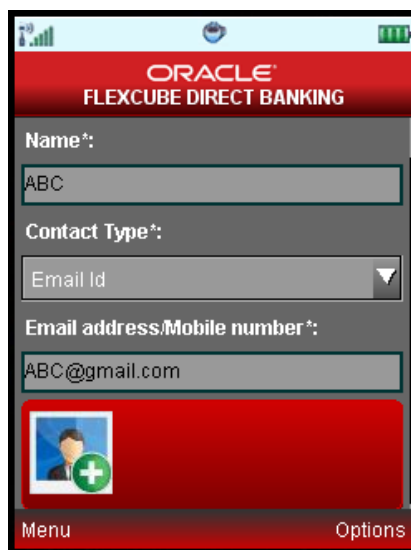 ORACLE®
FLEXCUBE DIRECT BANKING
Name*:
ABC
Contact Type*:
Email Id
Email address/Mobile number*:
ABC@gmail.com
Menu Options